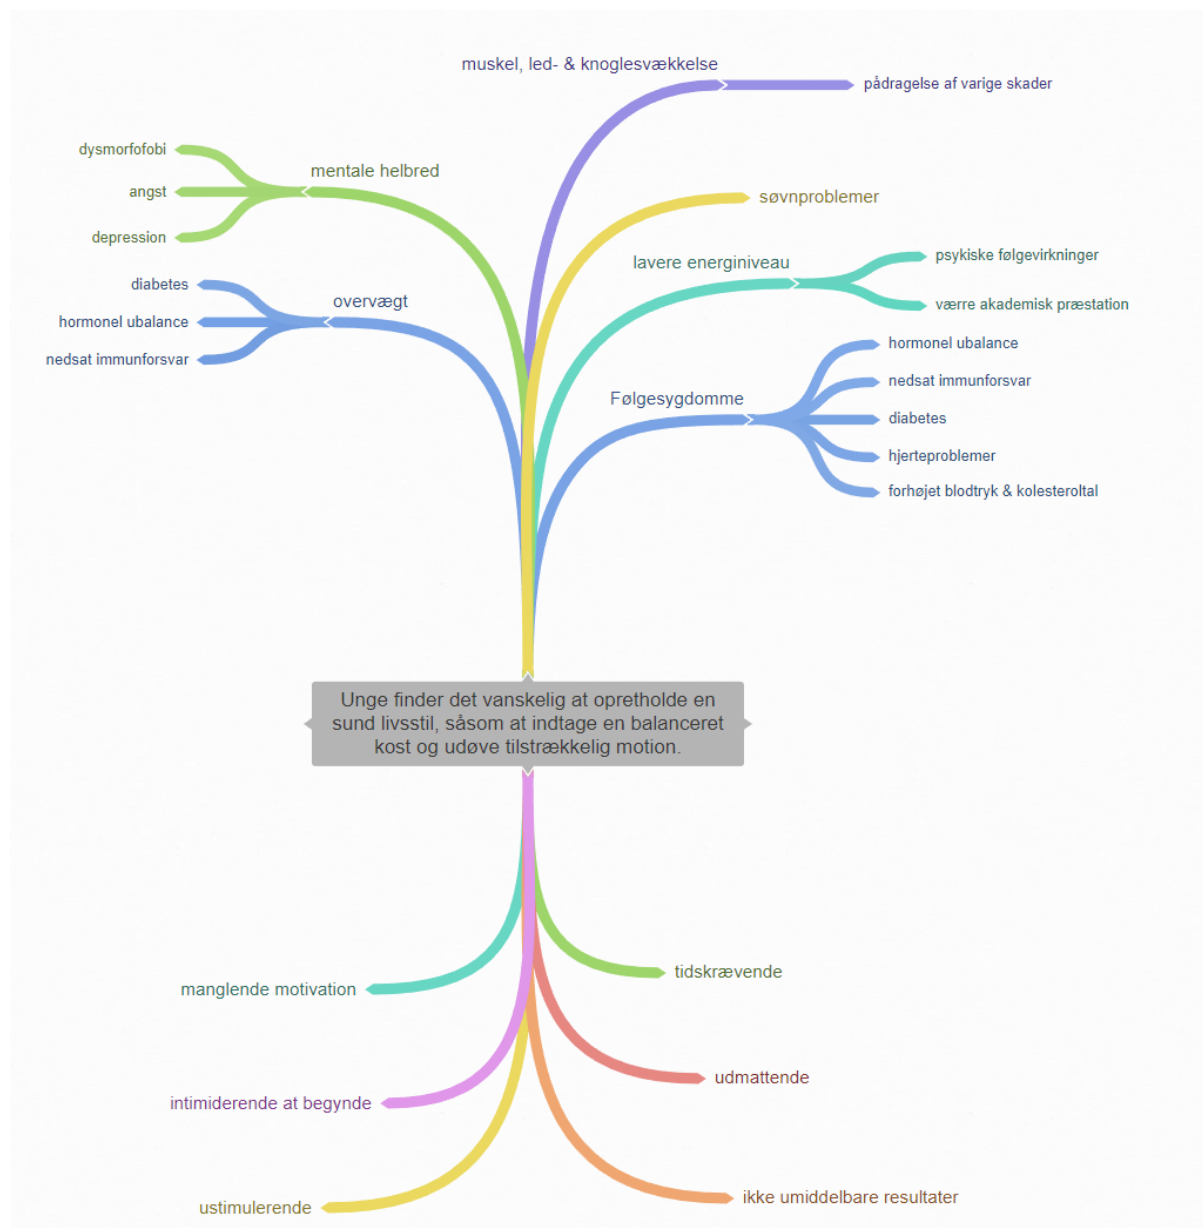 muskel, led- & knoglesvækkelse
pådragelse af varige skader
dysmorfofobi
mentale helbred
angst
depression
søvnproblemer
lavere energiniveau
psykiske følgevirkninger
værre akademisk præstation
diabetes
overvægt
hormonel ubalance
nedsat immunforsvar
Følgesygdomme
hormonel ubalance
nedsat immunforsvar
diabetes
hjerteproblemer
forhøjet blodtryk & kolesteroltal
Unge finder det vanskelig at opretholde en
sund livsstil, såsom at indtage en balanceret
kost og udøve tilstrækkelig motion.
manglende motivation
tidskrævende
intimiderende at begynde
udmattende
ustimulerende
ikke umiddelbare resultater